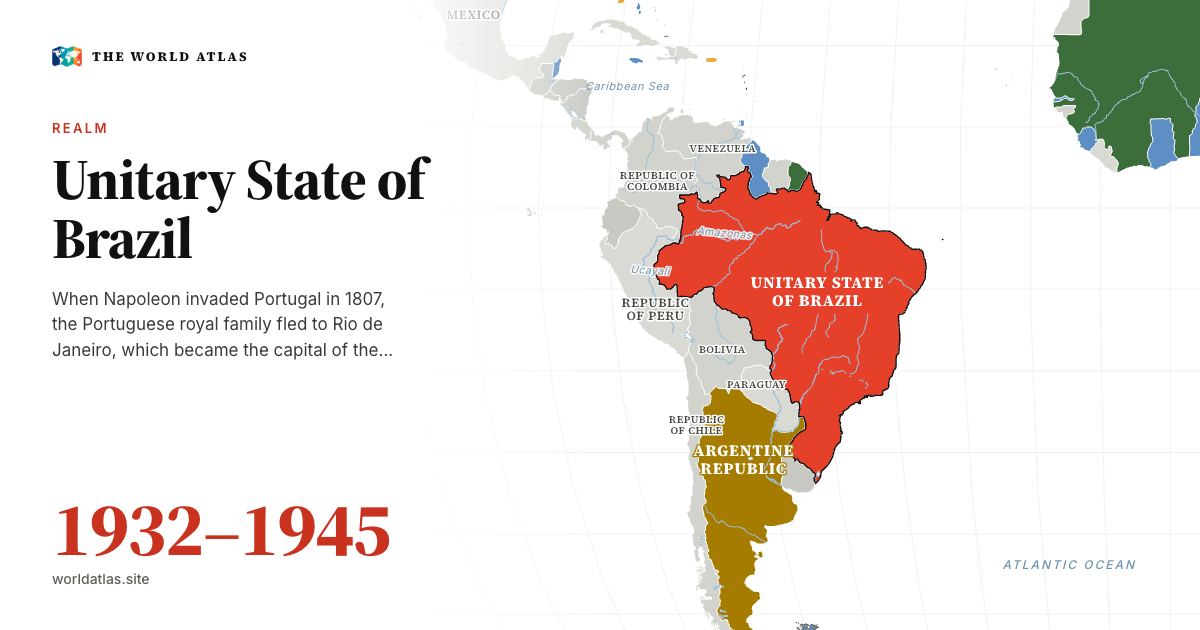 THE WORLD ATLAS
REALM
Unitary State of
Brazil
When Napoleon invaded Portugal in 1807,
the Portuguese royal family fled to Rio de
Janeiro, which became the capital of the...
1932–1945
worldatlas.site
MEXICO
Caribbean Sea
VENEZUELA
REPUBLIC OF
COLOMBIA
Amazonas
Ucayali
UNITARY STATE
OF BRAZIL
REPUBLIC
OF PERU
BOLIVIA
PARAGUAY
REPUBLIC
OF CHILE
ARGENTINE
REPUBLIC
ATLANTIC OCEAN